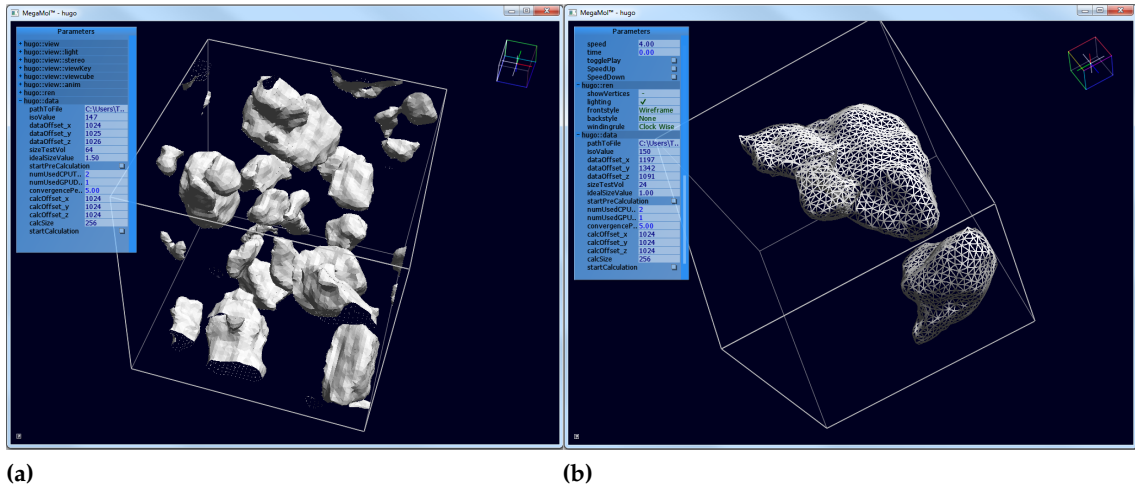 MegaMol™ - hugo
Parameters
+ hugo::view
+ hugo::view::light
+ hugo::view::stereo
+ hugo::view::viewKey
+ hugo::view::viewcube
+ hugo::view::anim
+ hugo::ren
- hugo::data
pathToFile C:\Users\T...
isoValue 147
dataOffset_x 1024
dataOffset_y 1025
dataOffset_z 1026
sizeTestVol 64
idealSizeValue 1.50
startPreCalculation
numUsedCPUT... 2
numUsedGPUD... 1
convergencePe... 5.00
calcOffset_x 1024
calcOffset_y 1024
calcOffset_z 1024
calcSize 256
startCalculation
(a)
MegaMol™ - hugo
Parameters
speed 4.00
time 0.00
togglePlay
SpeedUp
SpeedDown
- hugo::ren
showVertices -
lighting ✓
frontstyle Wireframe
backstyle None
windingrule Clock Wise
- hugo::data
pathToFile C:\Users\T...
isoValue 150
dataOffset_x 1197
dataOffset_y 1342
dataOffset_z 1091
sizeTestVol 24
idealSizeValue 1.00
startPreCalculation
numUsedCPU... 2
numUsedGPU... 1
convergenceP... 5.00
calcOffset_x 1024
calcOffset_y 1024
calcOffset_z 1024
calcSize 256
startCalculation
(b)